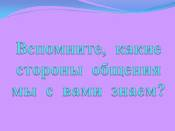 Вспомните, какие
стороны общения
мы с вами знаем?